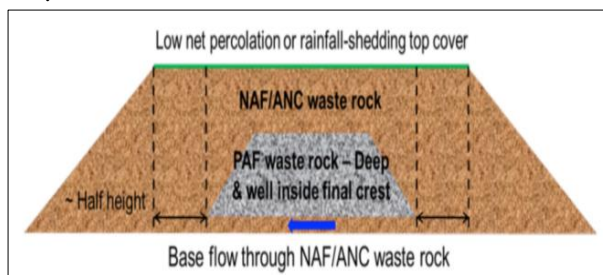 Low net percolation or rainfall-shedding top cover
NAF/ANC waste rock
PAF waste rock – Deep
& well inside final crest
~ Half height
Base flow through NAF/ANC waste rock